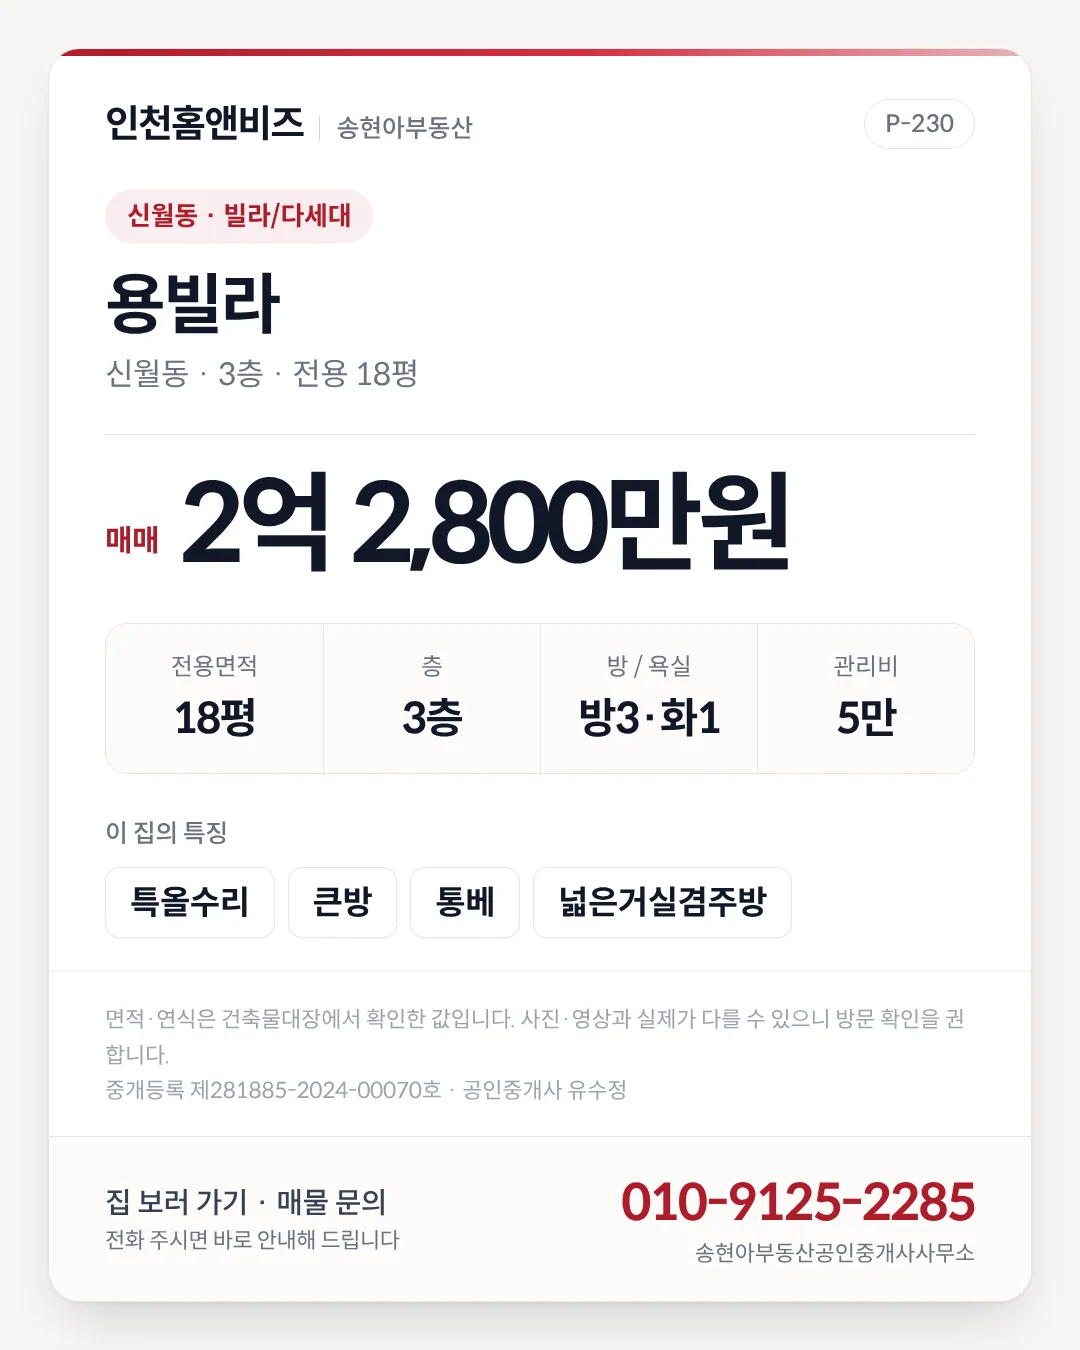 인천홈앤비즈 | 송현아부동산
P-230
신월동 · 빌라/다세대
용빌라
신월동 · 3층 · 전용 18평
매매 2억 2,800만원
전용면적 층 방 / 욕실 관리비
18평 3층 방3·화1 5만
이 집의 특징
특올수리 큰방 통베 넓은거실겸주방
면적·연식은 건축물대장에서 확인한 값입니다. 사진·영상과 실제가 다를 수 있으니 방문 확인을 권
합니다.
중개등록 제281885-2024-00070호 · 공인중개사 유수정
집 보러 가기 · 매물 문의
전화 주시면 바로 안내해 드립니다
010-9125-2285
송현아부동산공인중개사사무소